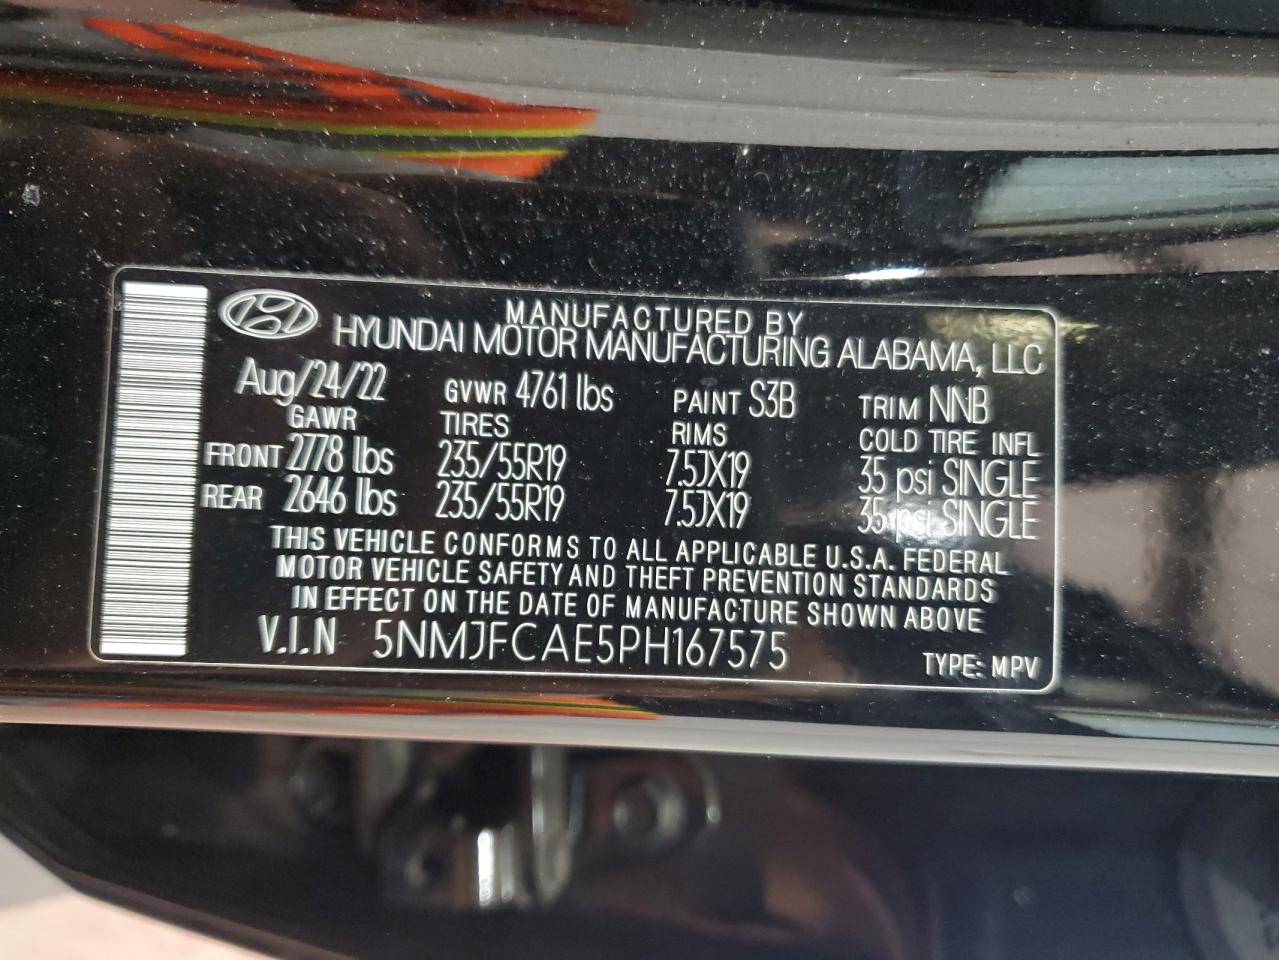 MANUFACTURED BY
HYUNDAI MOTOR MANUFACTURING ALABAMA, LLC
Aug/24/22 GVWR 4761 lbs PAINT S3B TRIM NNB
GAWR TIRES RIMS COLD TIRE INFL
FRONT 2778 lbs 235/55R19 7.5JX19 35 psi SINGLE
REAR 2646 lbs 235/55R19 7.5JX19 35 psi SINGLE
THIS VEHICLE CONFORMS TO ALL APPLICABLE U.S.A. FEDERAL
MOTOR VEHICLE SAFETY AND THEFT PREVENTION STANDARDS
IN EFFECT ON THE DATE OF MANUFACTURE SHOWN ABOVE
V.I.N 5NMJFCAE5PH167575 TYPE: MPV